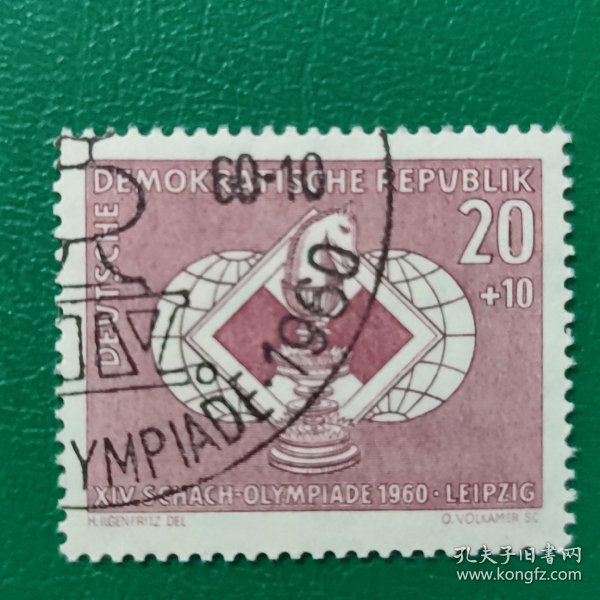 DEUTSCHE
DEMOKRATISCHE REPUBLIK
20
+10
60-10
YMPIADE·1960
XIV. SCHACH-OLYMPIADE 1960 · LEIPZIG
H. ILGENFRITZ DEL
O. VOLKAMER SC
孔夫子旧书网
www.kongfz.com